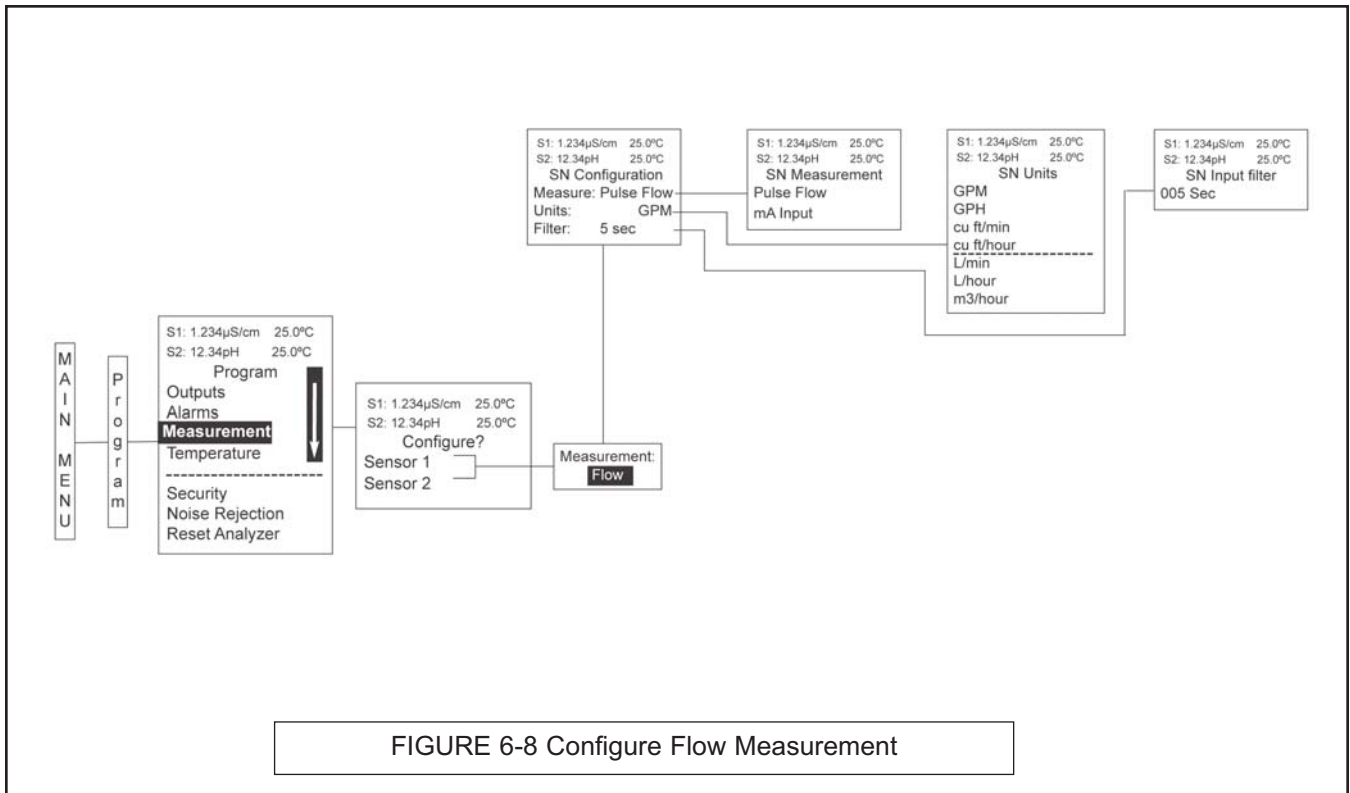 MAIN MENU
Program
S1: 1.234µS/cm 25.0ºC
S2: 12.34pH 25.0ºC
Program
Outputs
Alarms
Measurement
Temperature
Security
Noise Rejection
Reset Analyzer
S1: 1.234µS/cm 25.0ºC
S2: 12.34pH 25.0ºC
Configure?
Sensor 1
Sensor 2
Measurement:
Flow
S1: 1.234µS/cm 25.0ºC
S2: 12.34pH 25.0ºC
SN Configuration
Measure: Pulse Flow
Units: GPM
Filter: 5 sec
S1: 1.234µS/cm 25.0ºC
S2: 12.34pH 25.0ºC
SN Measurement
Pulse Flow
mA Input
S1: 1.234µS/cm 25.0ºC
S2: 12.34pH 25.0ºC
SN Units
GPM
GPH
cu ft/min
cu ft/hour
L/min
L/hour
m3/hour
S1: 1.234µS/cm 25.0ºC
S2: 12.34pH 25.0ºC
SN Input filter
005 Sec
FIGURE 6-8 Configure Flow Measurement